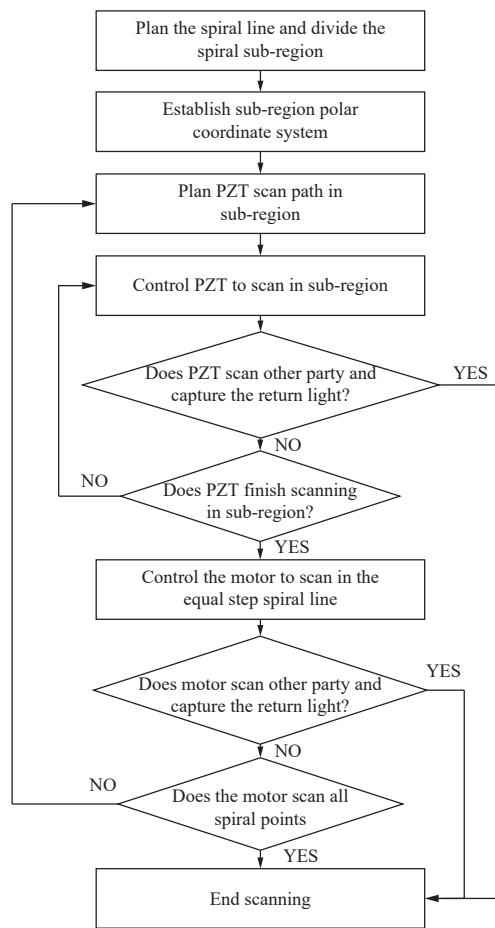 Plan the spiral line and divide the
spiral sub-region
Establish sub-region polar
coordinate system
Plan PZT scan path in
sub-region
Control PZT to scan in sub-region
Does PZT scan other party and
capture the return light?
YES
NO
NO
Does PZT finish scanning
in sub-region?
YES
Control the motor to scan in the
equal step spiral line
YES
Does motor scan other party and
capture the return light?
NO
NO
Does the motor scan all
spiral points
YES
End scanning